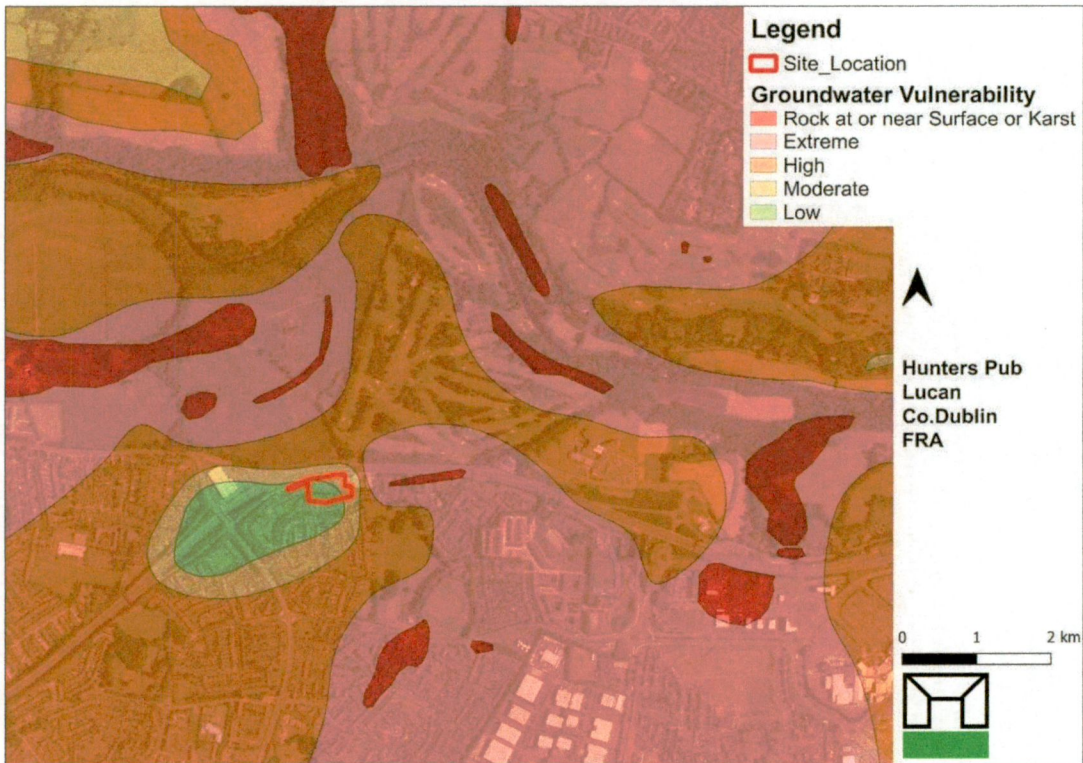 Legend
Site_Location
Groundwater Vulnerability
Rock at or near Surface or Karst
Extreme
High
Moderate
Low
Hunters Pub
Lucan
Co.Dublin
FRA
0 1 2 km